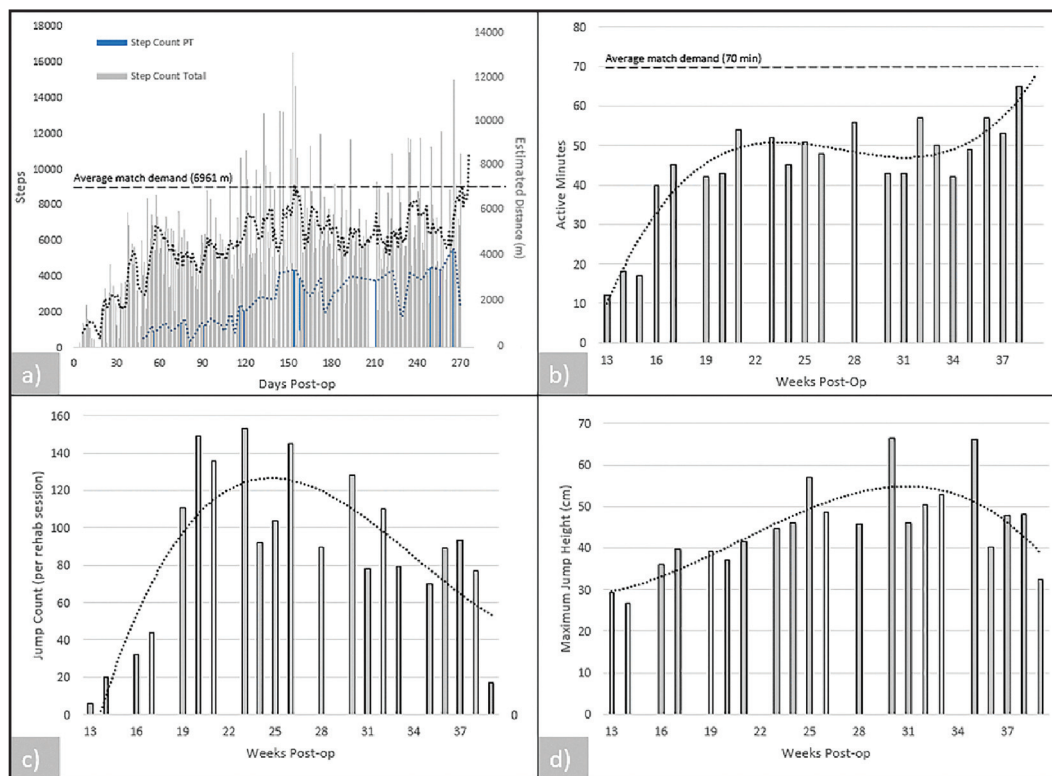 18000
16000
14000
12000
10000
8000
6000
4000
2000
0
Steps
Step Count PT
Step Count Total
Average match demand (6961 m)
14000
12000
10000
8000
6000
4000
2000
0
Estimated Distance (m)
0 30 60 90 120 150 180 210 240 270
Days Post-op
a)
80
70
60
50
40
30
20
10
0
Active Minutes
Average match demand (70 min)
13 16 19 22 25 28 31 34 37
Weeks Post-Op
b)
160
140
120
100
80
60
40
20
0
Jump Count (per rehab session)
0
13 16 19 22 25 28 31 34 37
Weeks Post-op
c)
80
70
60
50
40
30
20
10
0
Maximum Jump Height (cm)
13 16 19 22 25 28 31 34 37
Weeks Post-op
d)